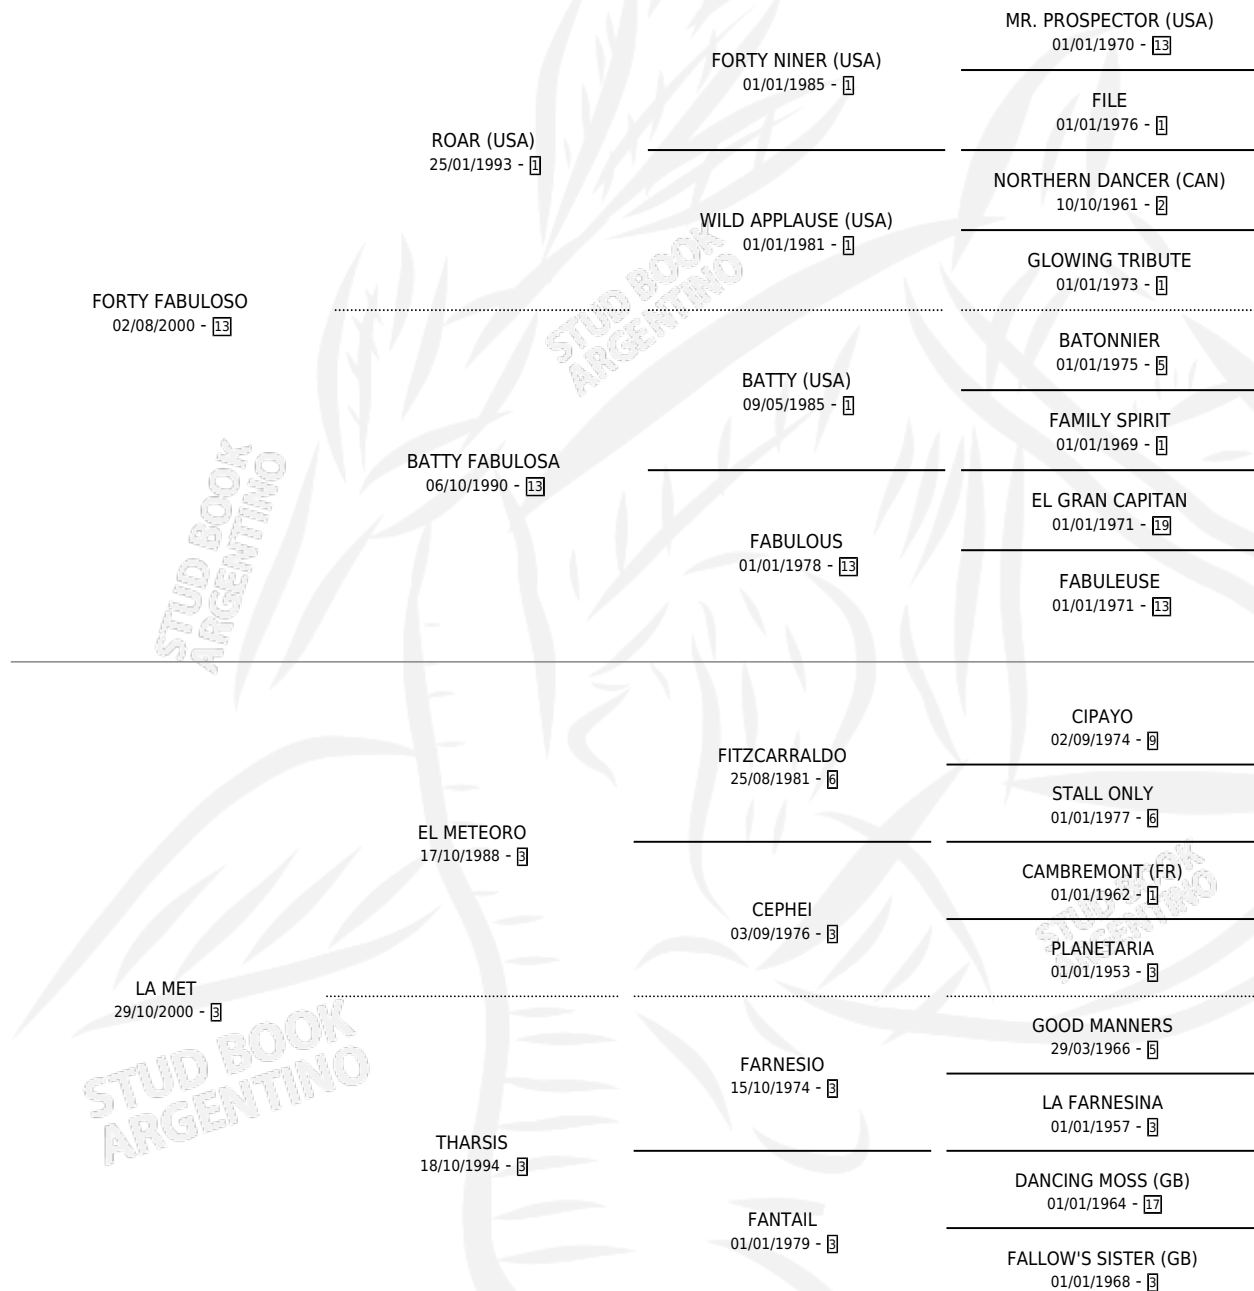 MR. PROSPECTOR (USA)
01/01/1970 - 13
FORTY NINER (USA)
01/01/1985 - 1
FILE
01/01/1976 - 1
ROAR (USA)
25/01/1993 - 1
NORTHERN DANCER (CAN)
10/10/1961 - 2
WILD APPLAUSE (USA)
01/01/1981 - 1
GLOWING TRIBUTE
01/01/1973 - 1
FORTY FABULOSO
02/08/2000 - 13
BATONNIER
01/01/1975 - 5
BATTY (USA)
09/05/1985 - 1
FAMILY SPIRIT
01/01/1969 - 1
BATTY FABULOSA
06/10/1990 - 13
EL GRAN CAPITAN
01/01/1971 - 19
FABULOUS
01/01/1978 - 13
FABULEUSE
01/01/1971 - 13
CIPAYO
02/09/1974 - 9
FITZCARRALDO
25/08/1981 - 6
STALL ONLY
01/01/1977 - 6
EL METEORO
17/10/1988 - 3
CAMBREMONT (FR)
01/01/1962 - 1
CEPHEI
03/09/1976 - 3
PLANETARIA
01/01/1953 - 3
LA MET
29/10/2000 - 3
GOOD MANNERS
29/03/1966 - 5
FARNESIO
15/10/1974 - 3
LA FARNESINA
01/01/1957 - 3
THARSIS
18/10/1994 - 3
DANCING MOSS (GB)
01/01/1964 - 17
FANTAIL
01/01/1979 - 3
FALLOW'S SISTER (GB)
01/01/1968 - 3
STUD BOOK
ARGENTINO
STUD BOOK
ARGENTINO
STUD BOOK
ARGENTINO
STUD BOOK
ARGENTINO